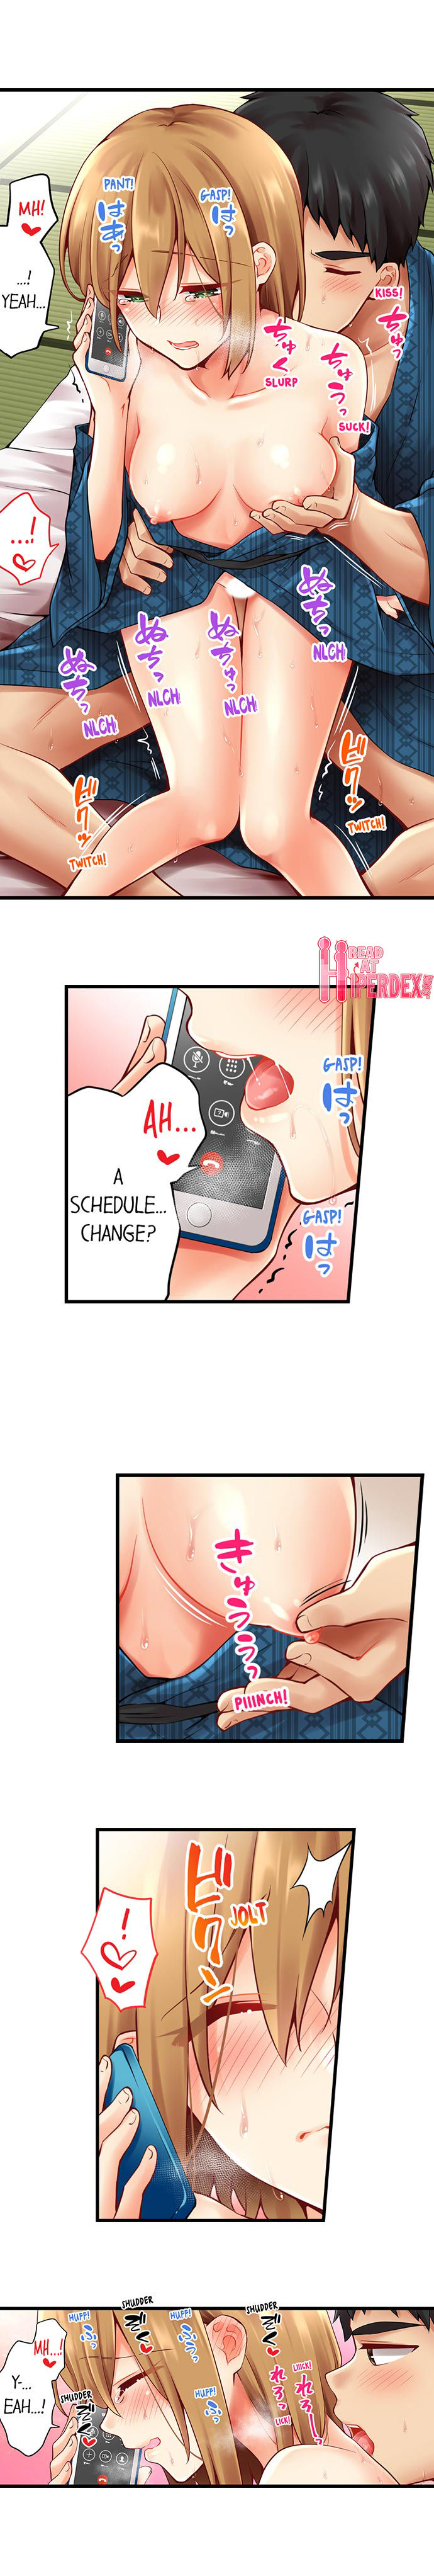 MH!
...!
YEAH...
PANT!
はあっ
GASP!
はっ
KISS!
ちゅっ
ちゅく
SLURP
ちゅうっ
SUCK!
...!
ぬちっ
NLCH!
ぬちっ
NLCH!
ぬちゅっ
NLCH!
ぬちっ
NLCH!
ビクッ
TWITCH!
ビクッ
TWITCH!
READ
AT
HIPERDEX
GASP!
はっ
AH...
A
SCHEDULE...
CHANGE?
GASP!
はっ
きゅううっ
PIIINCH!
ビクン
JOLT
!
SHUDDER
ぞくっ
HUFF!
ふっ
HUFF!
ふうっ
SHUDDER
ぞくっ
MH...!
Y-...
EAH...!
SHUDDER
ぞくっ
HUFF!
ふっ
LIIICK!
れろーっ
れろっ
LICK!